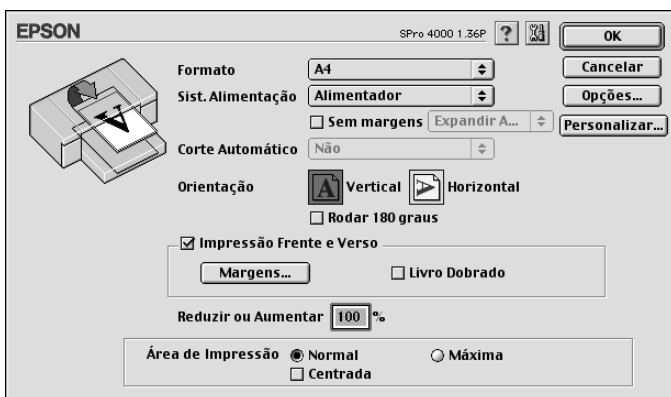 EPSON SPro 4000 1.36P ? OK
Formato A4 Cancelar
Sist. Alimentação Alimentador Opções...
Sem margens Expandir A... Personalizar...
Corte Automático Não
Orientação A Vertical A Horizontal
Rodar 180 graus
Impressão Frente e Verso
Margens... Livro Dobrado
Reduzir ou Aumentar 100 %
Área de Impressão Normal Máxima
Centrada